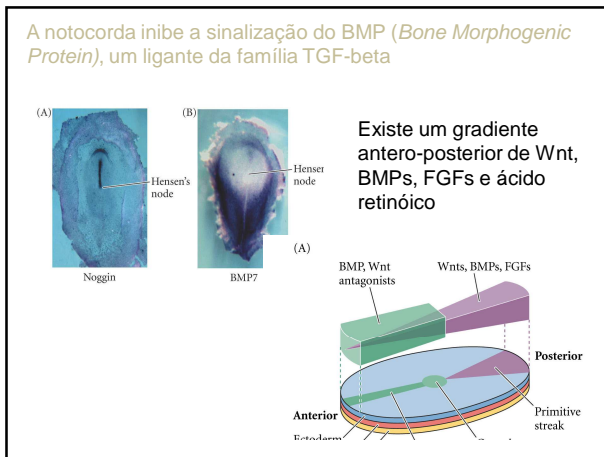 A notocorda inibe a sinalização do BMP (Bone Morphogenic
Protein), um ligante da família TGF-beta
(A)
(B)
Hensen's
node
Hensen
node
Noggin
BMP7
Existe um gradiente
antero-posterior de Wnt,
BMPs, FGFs e ácido
retinóico
(A)
BMP, Wnt
antagonists
Wnts, BMPs, FGFs
Posterior
Anterior
Primitive
streak
Ectoderm